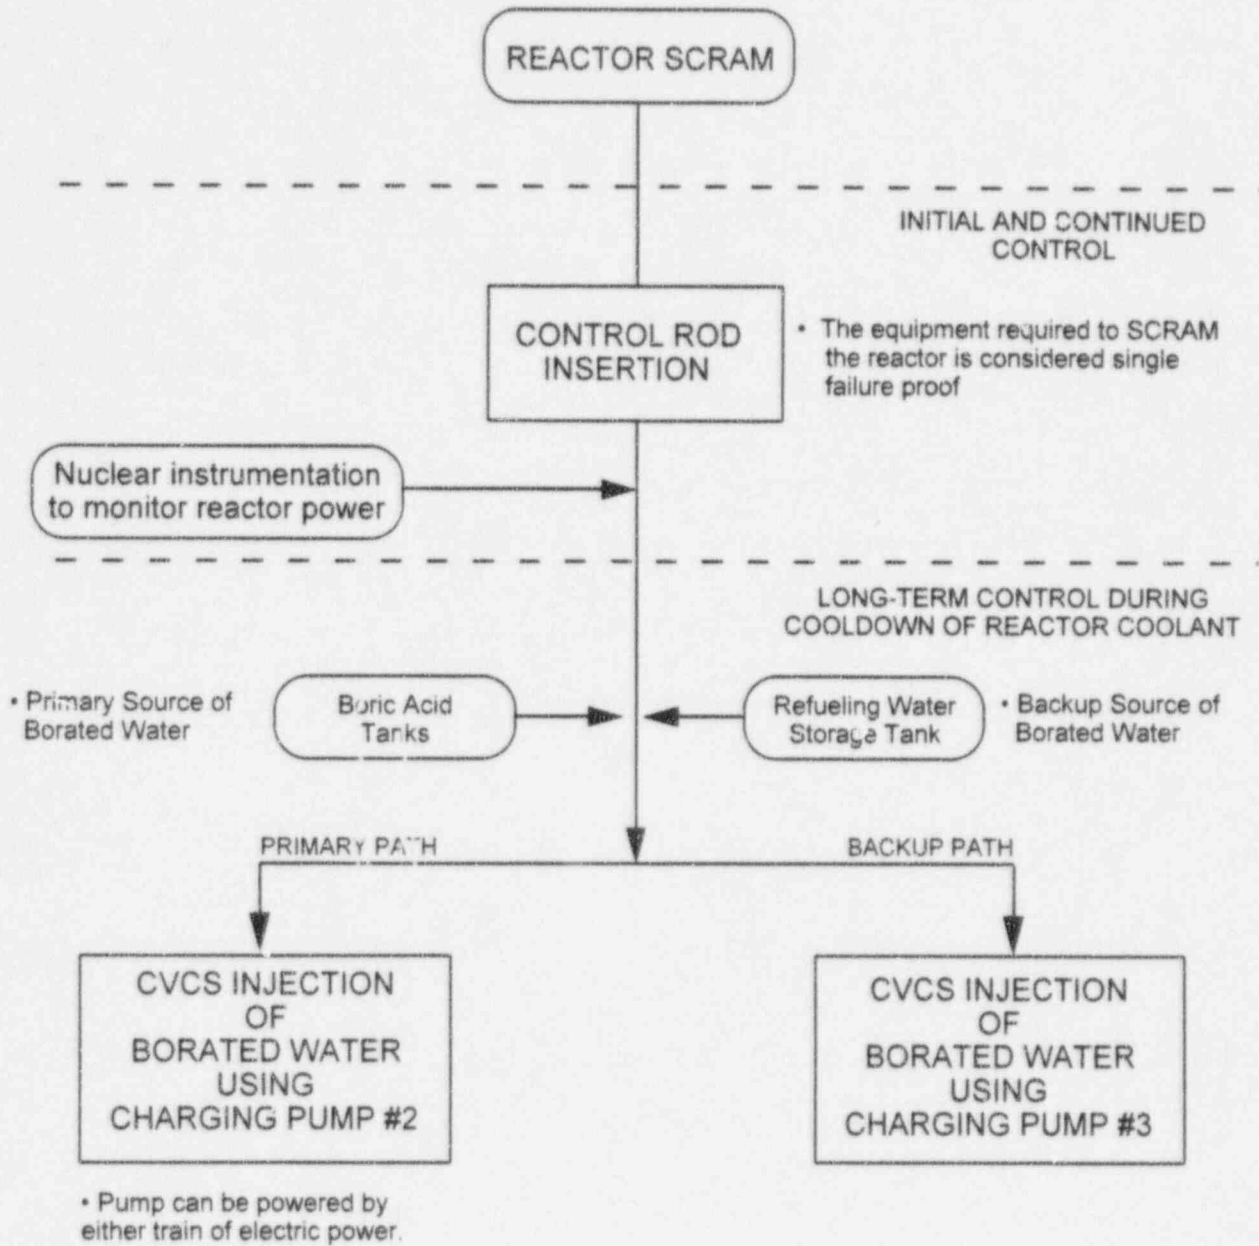 REACTOR SCRAM
INITIAL AND CONTINUED
CONTROL
CONTROL ROD
INSERTION
• The equipment required to SCRAM
the reactor is considered single
failure proof
Nuclear instrumentation
to monitor reactor power
LONG-TERM CONTROL DURING
COOLDOWN OF REACTOR COOLANT
• Primary Source of
Borated Water
Boric Acid
Tanks
Refueling Water
Storage Tank
• Backup Source of
Borated Water
PRIMARY PATH
BACKUP PATH
CVCS INJECTION
OF
BORATED WATER
USING
CHARGING PUMP #2
CVCS INJECTION
OF
BORATED WATER
USING
CHARGING PUMP #3
• Pump can be powered by
either train of electric power.